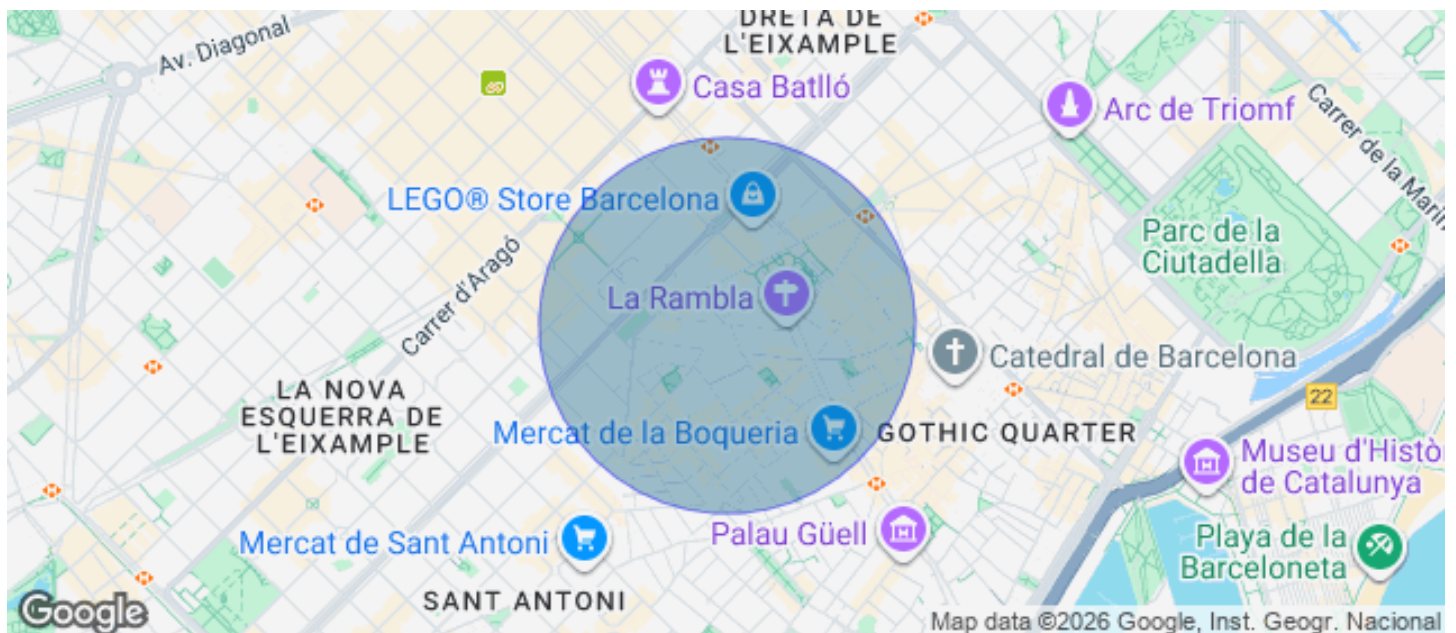 DRETA DE
L'EIXAMPLE
Av. Diagonal
Casa Batlló
Arc de Triomf
Carrer de la Marin
LEGO® Store Barcelona
Carrer d'Aragó
Parc de la
Ciutadella
La Rambla
Catedral de Barcelona
LA NOVA
ESQUERRA DE
L'EIXAMPLE
22
Mercat de la Boqueria
GOTHIC QUARTER
Museu d'Histò
de Catalunya
Palau Güell
Mercat de Sant Antoni
Playa de la
Barceloneta
SANT ANTONI
Google
Map data ©2026 Google, Inst. Geogr. Nacional